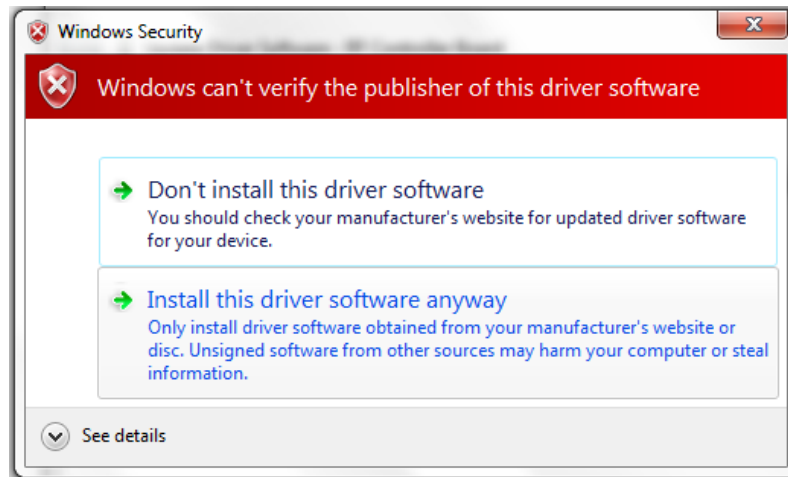 Windows Security
Windows can't verify the publisher of this driver software
Don't install this driver software
You should check your manufacturer's website for updated driver software
for your device.
Install this driver software anyway
Only install driver software obtained from your manufacturer's website or
disc. Unsigned software from other sources may harm your computer or steal
information.
See details